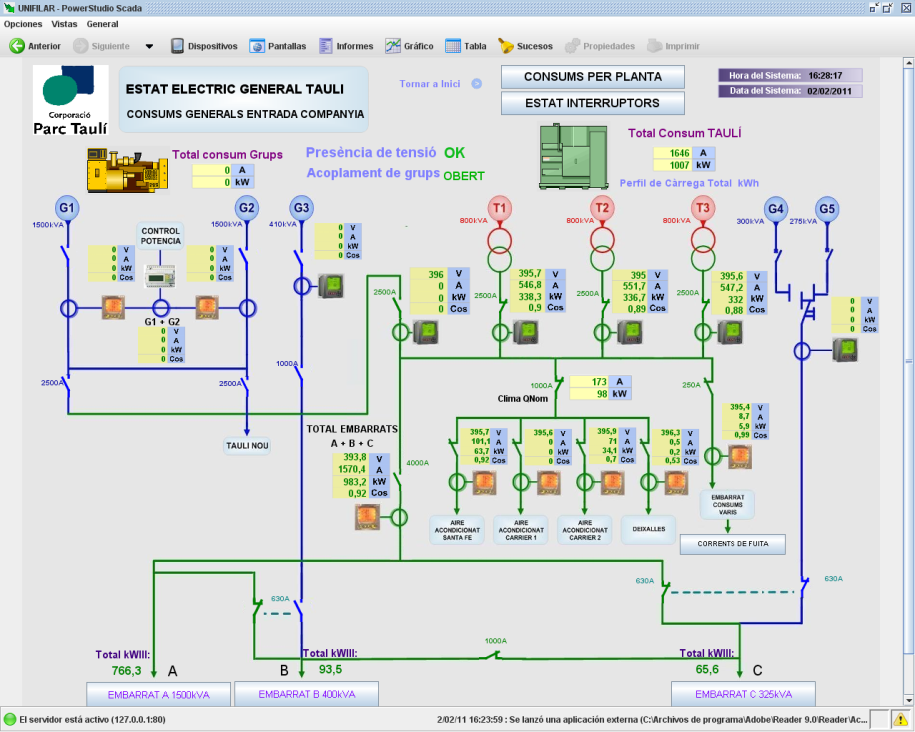 UNIFILAR - PowerStudio Scada
Opciones Vistas General
Anterior Siguiente Dispositivos Pantallas Informes Gráfico Tabla Sucesos Propiedades Imprimir
Corporació
Parc Taulí
ESTAT ELECTRIC GENERAL TAULI
CONSUMS GENERALS ENTRADA COMPANYIA
Tornar a Inici
CONSUMS PER PLANTA
ESTAT INTERRUPTORS
Hora del Sistema: 16:28:17
Data del Sistema: 02/02/2011
Total consum Grups
0 A
0 kW
Presència de tensió OK
Acoplament de grups OBERT
Total Consum TAULÍ
1646 A
1007 kW
Perfil de Càrrega Total kWh
G1 G2 G3 T1 T2 T3 G4 G5
1500kVA 1500kVA 410kVA 800kVA 800kVA 800kVA 300kVA 275kVA
CONTROL
POTENCIA
0 V
0 A
0 kW
0 Cos
0 V
0 A
0 kW
0 Cos
0 V
0 A
0 kW
0 Cos
G1 + G2
0 V
0 A
0 kW
0 Cos
2500A
396 V
0 A
0 kW
0 Cos
2500A
395,7 V
546,8 A
338,3 kW
0,9 Cos
2500A
395 V
551,7 A
336,7 kW
0,89 Cos
2500A
395,6 V
547,2 A
332 kW
0,88 Cos
0 V
0 A
0 kW
0 Cos
2500A 2500A 1000A
TAULI NOU
1000A
Clima QNom
173 A
98 kW
250A
395,4 V
8,7 A
5,9 kW
0,99 Cos
TOTAL EMBARRATS
A + B + C
393,8 V
1570,4 A
983,2 kW
0,92 Cos
4000A
395,7 V
101,1 A
63,7 kW
0,92 Cos
395,6 V
0 A
0 kW
0 Cos
395,9 V
71 A
34,1 kW
0,7 Cos
396,3 V
0,5 A
0,2 kW
0,53 Cos
AIRE
ACONDICIONAT
SANTA FE
AIRE
ACONDICIONAT
CARRIER 1
AIRE
ACONDICIONAT
CARRIER 2
DEIXALLES
EMBARRAT
CONSUMS
VARIS
CORRENTS DE FUITA
630A
630A 630A
1000A
Total kWIII:
766,3 A
Total kWIII:
B 93,5
Total kWIII:
65,6 C
EMBARRAT A 1500kVA
EMBARRAT B 400kVA
EMBARRAT C 325kVA
El servidor está activo (127.0.0.1:80)
2/02/11 16:23:59 : Se lanzó una aplicación externa (C:\Archivos de programa\Adobe\Reader 9.0\Reader\Ac...